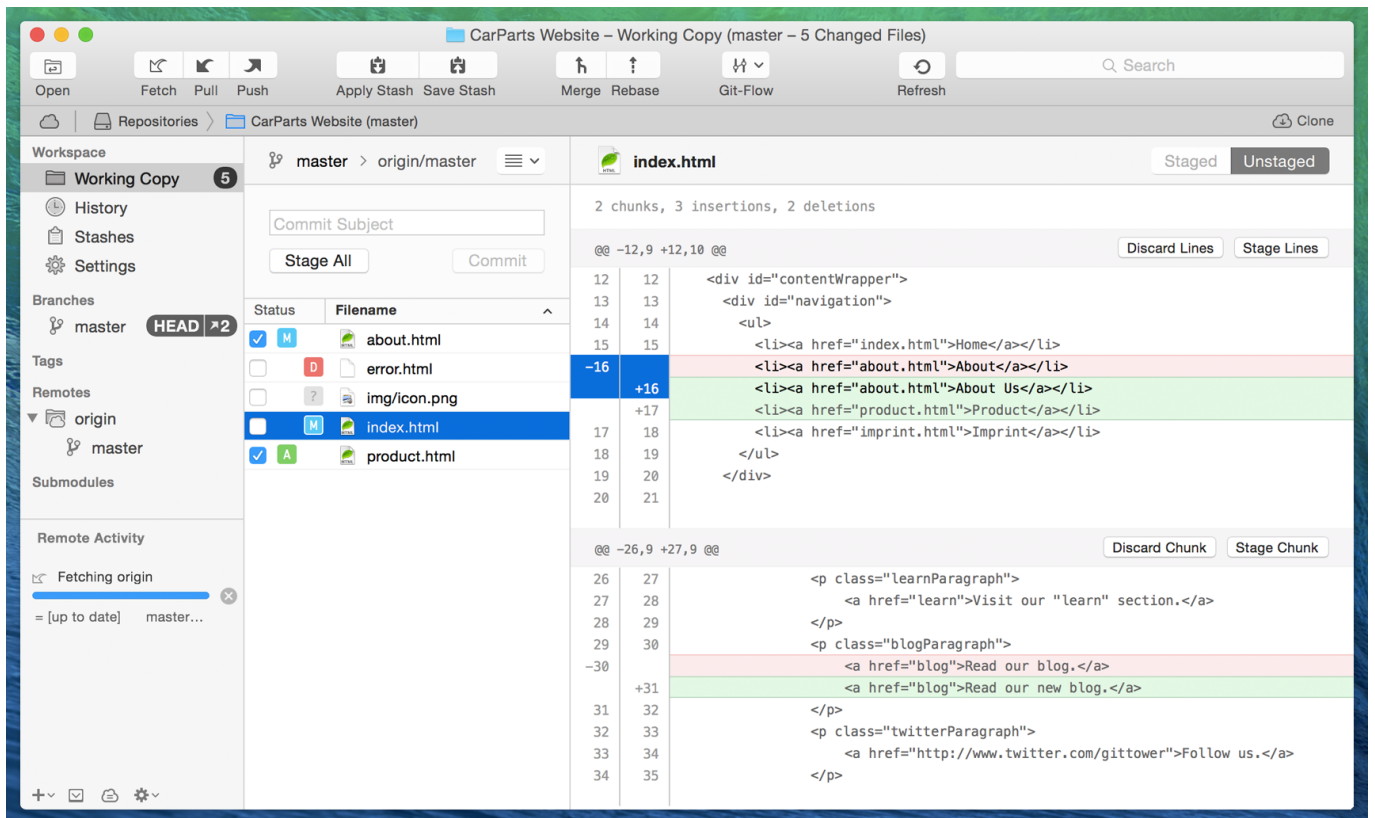 CarParts Website – Working Copy (master – 5 Changed Files)
Open Fetch Pull Push Apply Stash Save Stash Merge Rebase Git-Flow Refresh Search
Repositories CarParts Website (master) Clone
Workspace
Working Copy 5
History
Stashes
Settings
Branches
master HEAD 2
Tags
Remotes
origin
master
Submodules
Remote Activity
Fetching origin
= [up to date] master...
master > origin/master
Commit Subject
Stage All Commit
Status Filename
M about.html
D error.html
? img/icon.png
M index.html
A product.html
HTML index.html Staged Unstaged
2 chunks, 3 insertions, 2 deletions
@@ -12,9 +12,10 @@ Discard Lines Stage Lines
12 12 <div id="contentWrapper">
13 13 <div id="navigation">
14 14 <ul>
15 15 <li><a href="index.html">Home</a></li>
-16 <li><a href="about.html">About</a></li>
+16 <li><a href="about.html">About Us</a></li>
+17 <li><a href="product.html">Product</a></li>
17 18 <li><a href="imprint.html">Imprint</a></li>
18 19 </ul>
19 20 </div>
20 21
@@ -26,9 +27,9 @@ Discard Chunk Stage Chunk
26 27 <p class="learnParagraph">
27 28 <a href="learn">Visit our "learn" section.</a>
28 29 </p>
29 30 <p class="blogParagraph">
-30 <a href="blog">Read our blog.</a>
+31 <a href="blog">Read our new blog.</a>
31 32 </p>
32 33 <p class="twitterParagraph">
33 34 <a href="http://www.twitter.com/gittower">Follow us.</a>
34 35 </p>